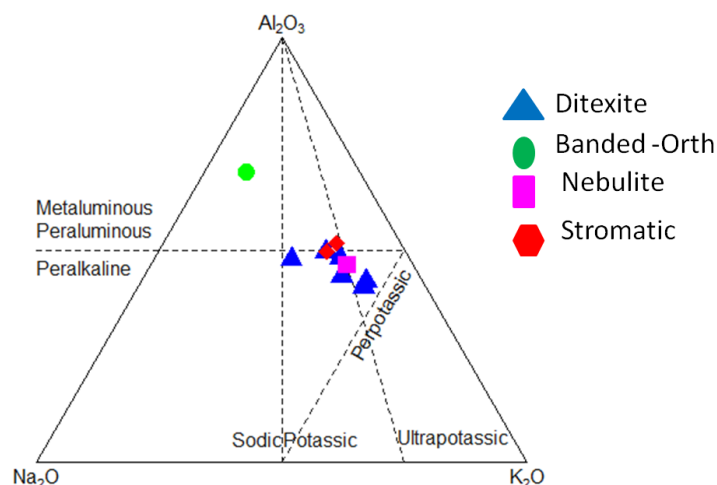 Al₂O₃
Ditexite
Banded -Orth
Nebulite
Stromatic
Metaluminous
Peraluminous
Peralkaline
Perpotassic
Sodic
Potassic
Ultrapotassic
Na₂O
K₂O